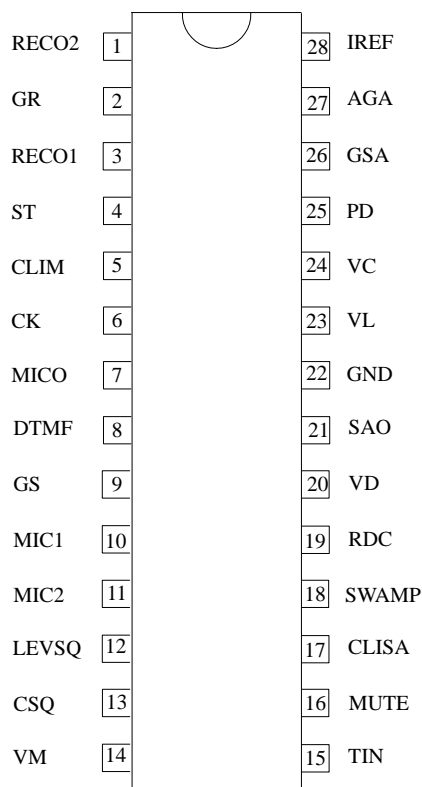 RECO2 1 28 IREF
GR 2 27 AGA
RECO1 3 26 GSA
ST 4 25 PD
CLIM 5 24 VC
CK 6 23 VL
MICO 7 22 GND
DTMF 8 21 SAO
GS 9 20 VD
MIC1 10 19 RDC
MIC2 11 18 SWAMP
LEVSQ 12 17 CLISA
CSQ 13 16 MUTE
VM 14 15 TIN